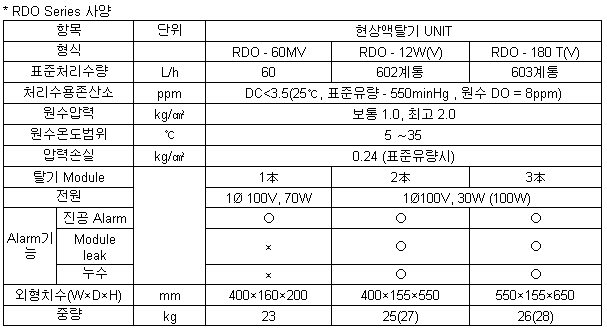 * RDO Series 사양
항목 단위 현상액탈기 UNIT
형식 RDO - 60MV RDO - 12W(V) RDO - 180 T(V)
표준처리수량 L/h 60 602계통 603계통
처리수용존산소 ppm DC<3.5(25℃, 표준유량 - 550minHg , 원수 DO = 8ppm)
원수압력 kg/㎠ 보통 1.0, 최고 2.0
원수온도범위 ℃ 5 ~35
압력손실 kg/㎠ 0.24 (표준유량시)
탈기 Module 1本 2本 3本
전원 1Ø 100V, 70W 1Ø100V, 30W (100W)
Alarm기능 진공 Alarm ○ ○ ○
Module leak × ○ ○
누수 × ○ ○
외형치수(W×D×H) mm 400×160×200 400×155×550 550×155×650
중량 kg 23 25(27) 26(28)